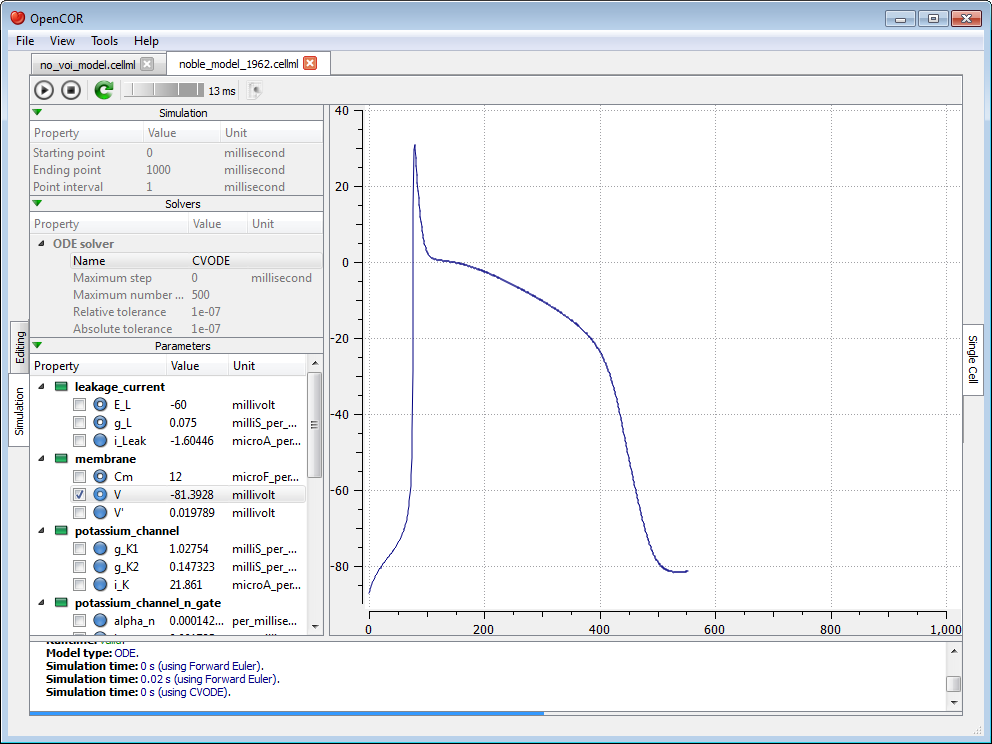 OpenCOR
File View Tools Help
no_voi_model.cellml noble_model_1962.cellml
13 ms
Simulation
Property Value Unit
Starting point 0 millisecond
Ending point 1000 millisecond
Point interval 1 millisecond
Solvers
Property Value Unit
ODE solver
Name CVODE
Maximum step 0 millisecond
Maximum number ... 500
Relative tolerance 1e-07
Absolute tolerance 1e-07
Parameters
Property Value Unit
leakage_current
E_L -60 millivolt
g_L 0.075 milliS_per_...
i_Leak -1.60446 microA_per...
membrane
Cm 12 microF_per...
V -81.3928 millivolt
V' 0.019789 millivolt
potassium_channel
g_K1 1.02754 milliS_per_...
g_K2 0.147323 milliS_per_...
i_K 21.861 microA_per...
potassium_channel_n_gate
alpha_n 0.000142... per_millise...
Editing
Simulation
40
20
0
-20
-40
-60
-80
0 200 400 600 800 1,000
Single Cell
Model type: ODE.
Simulation time: 0 s (using Forward Euler).
Simulation time: 0.02 s (using Forward Euler).
Simulation time: 0 s (using CVODE).